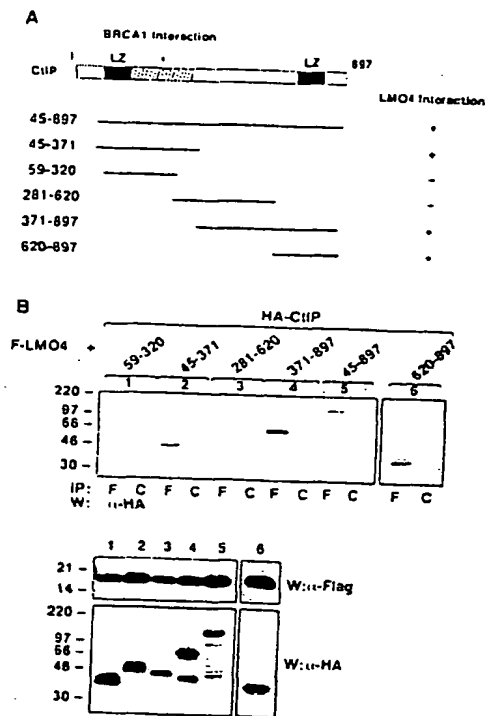 A
BRCA1 Interaction
1 LZ LZ 897
CtIP
LMO4 Interaction
45-897 +
45-371 +
59-320 -
281-620 -
371-897 +
620-897 +
B
HA-CtIP
F-LMO4 + 59-320 45-371 281-620 371-897 45-897 620-897
1 2 3 4 5 6
220
97
66
46
30
IP: F C F C F C F C F C F C
W: α-HA
1 2 3 4 5 6
21
14
W:α-Flag
220
97
66
46
30
W:α-HA